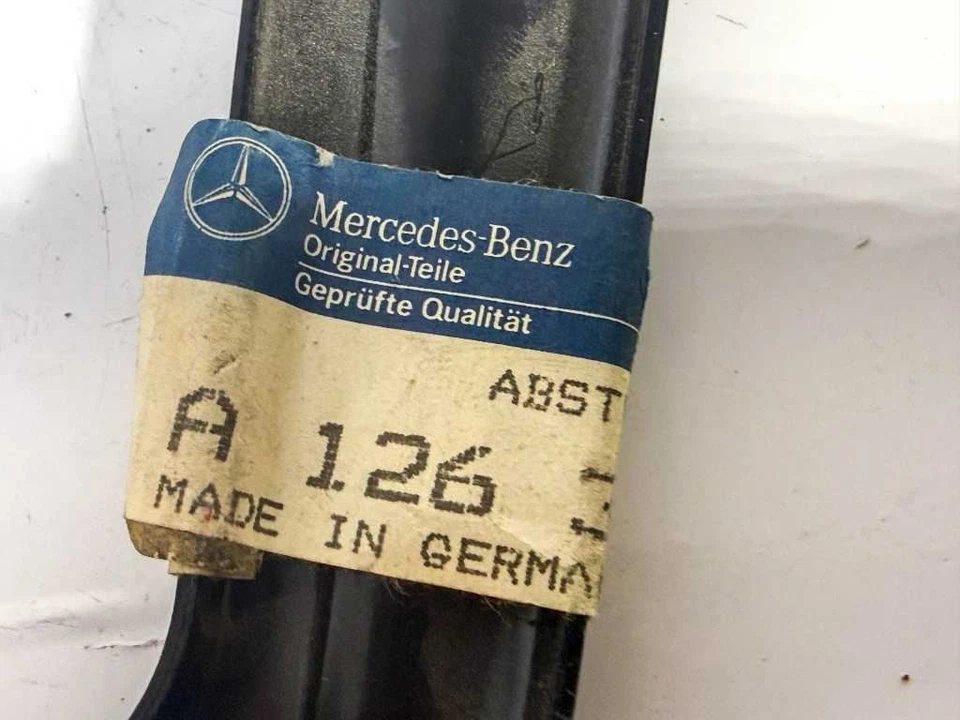 Mercedes-Benz
Original-Teile
Geprüfte Qualität
ABST
A 126
MADE IN GERMA